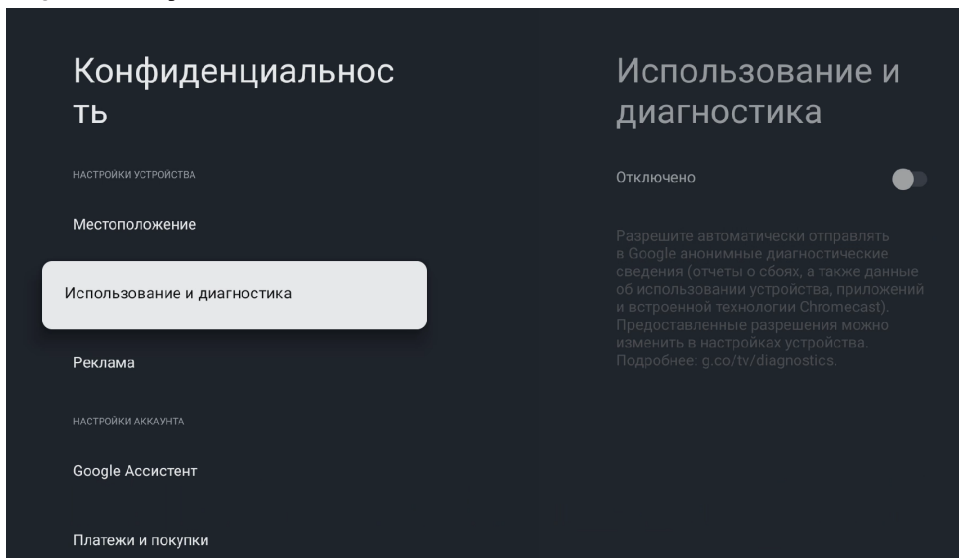 Конфиденциальнос
ть
НАСТРОЙКИ УСТРОЙСТВА
Местоположение
Использование и диагностика
Реклама
НАСТРОЙКИ АККАУНТА
Google Ассистент
Платежи и покупки
Использование и
диагностика
Отключено
Разрешите автоматически отправлять
в Google анонимные диагностические
сведения (отчеты о сбоях, а также данные
об использовании устройства, приложений
и встроенной технологии Chromecast).
Предоставленные разрешения можно
изменить в настройках устройства.
Подробнее: g.co/tv/diagnostics.